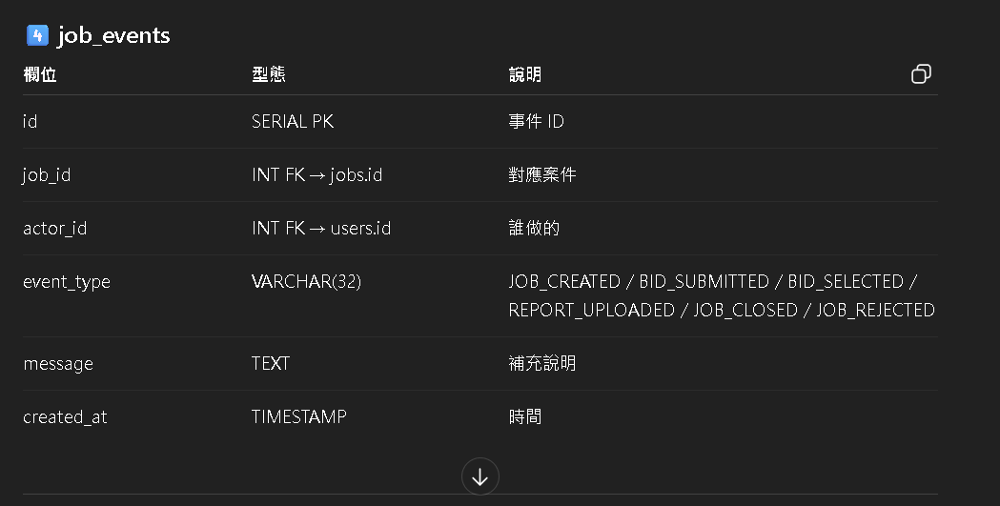 4 job_events
欄位 型態 說明
id SERIAL PK 事件 ID
job_id INT FK → jobs.id 對應案件
actor_id INT FK → users.id 誰做的
event_type VARCHAR(32) JOB_CREATED / BID_SUBMITTED / BID_SELECTED /
REPORT_UPLOADED / JOB_CLOSED / JOB_REJECTED
message TEXT 補充說明
created_at TIMESTAMP 時間